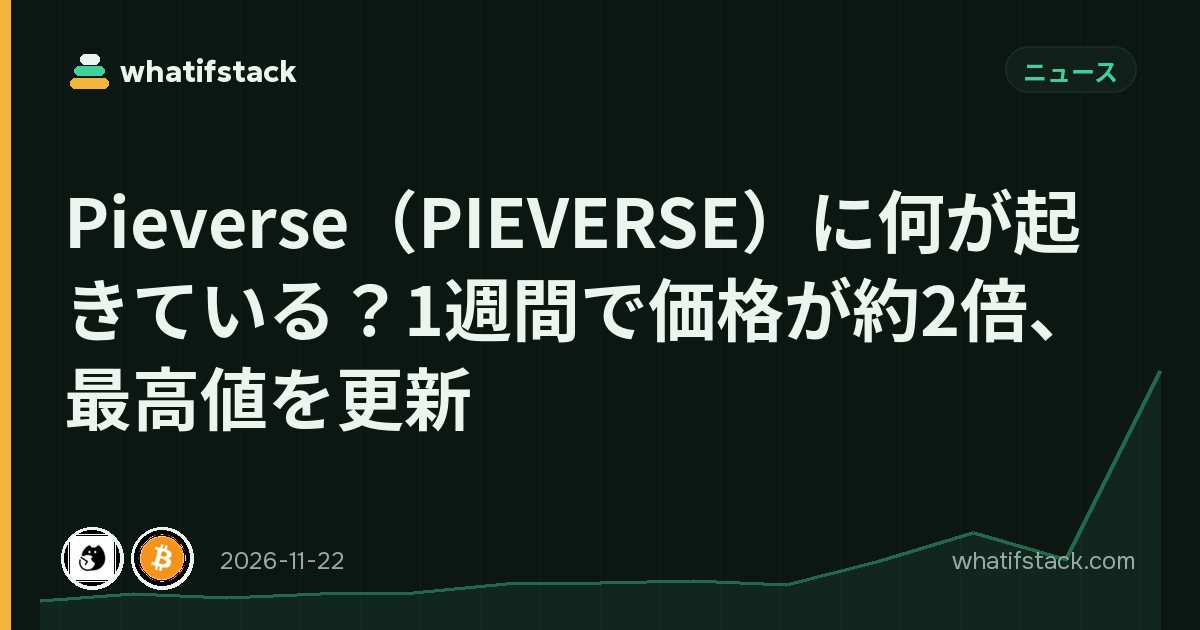 whatifstack
ニュース
Pieverse（PIEVERSE）に何が起
きている？1週間で価格が約2倍、
最高値を更新
2026-11-22
whatifstack.com